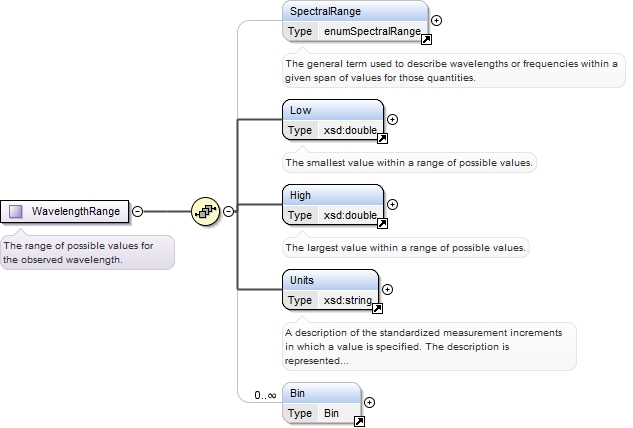 SpectralRange
Type enumSpectralRange
The general term used to describe wavelengths or frequencies within a
given span of values for those quantities.
Low
Type xsd:double
The smallest value within a range of possible values.
WavelengthRange
The range of possible values for
the observed wavelength.
High
Type xsd:double
The largest value within a range of possible values.
Units
Type xsd:string
A description of the standardized measurement increments
in which a value is specified. The description is
represented...
0..∞
Bin
Type Bin